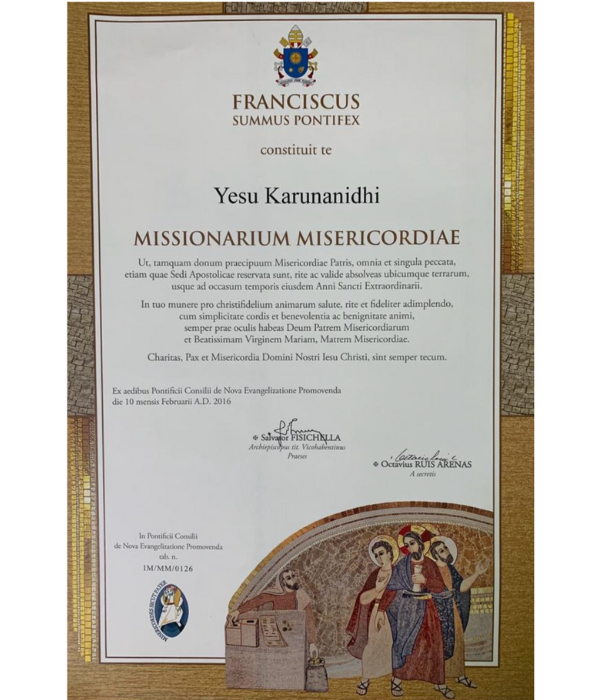 FRANCISCUS
SUMMUS PONTIFEX
constituit te
Yesu Karunanidhi
MISSIONARIUM MISERICORDIAE
Ut, tamquam donum praecipuum Misericordiae Patris, omnia et singula peccata,
etiam quae Sedi Apostolicae reservata sunt, rite ac valide absolveas ubicumque terrarum,
usque ad occasum temporis eiusdem Anni Sancti Extraordinarii.
In tuo munere pro christifidelium animarum salute, rite et fideliter adimplendo,
cum simplicitate cordis et benevolentia ac benignitate animi,
semper prae oculis habeas Deum Patrem Misericordiarum
et Beatissimam Virginem Mariam, Matrem Misericordiae.
Charitas, Pax et Misericordia Domini Nostri Iesu Christi, sint semper tecum.
Ex aedibus Pontificii Consilii de Nova Evangelizatione Promovenda
die 10 mensis Februarii A.D. 2016
✠ Salvator FISICHELLA
Archiepiscopus tit. Vicohabentinus
Praeses
✠ Octavius RUIS ARENAS
A secretis
In Pontificii Consilii
de Nova Evangelizatione Promovenda
tab. n.
1M/MM/0126
MISERICORDES SICUT PATER